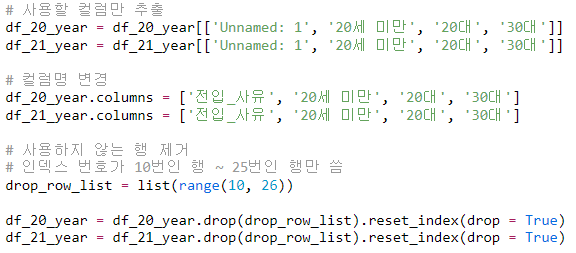 # 사용할 컬럼만 추출
df_20_year = df_20_year[['Unnamed: 1', '20세 미만', '20대', '30대']]
df_21_year = df_21_year[['Unnamed: 1', '20세 미만', '20대', '30대']]
# 컬럼명 변경
df_20_year.columns = ['전입_사유', '20세 미만', '20대', '30대']
df_21_year.columns = ['전입_사유', '20세 미만', '20대', '30대']
# 사용하지 않는 행 제거
# 인덱스 번호가 10번인 행 ~ 25번인 행만 씀
drop_row_list = list(range(10, 26))
df_20_year = df_20_year.drop(drop_row_list).reset_index(drop = True)
df_21_year = df_21_year.drop(drop_row_list).reset_index(drop = True)